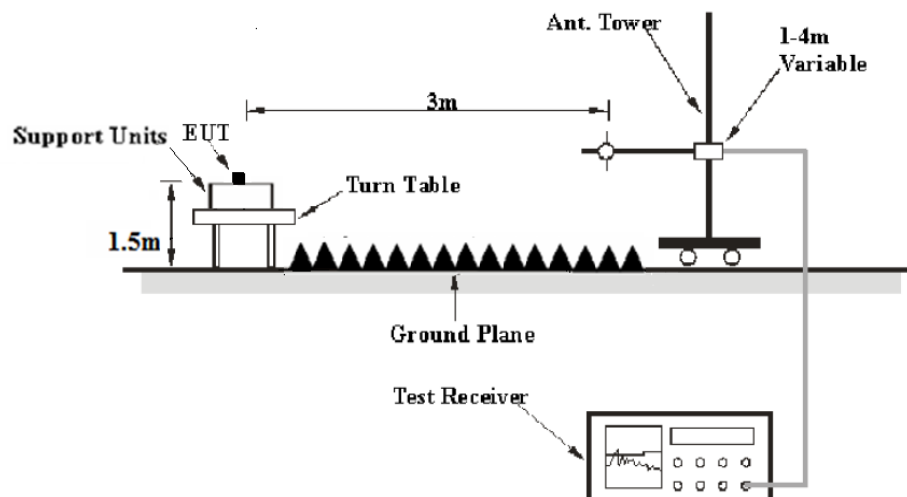 Ant. Tower
1-4m
Variable
3m
Support Units
EUT
Turn Table
1.5m
Ground Plane
Test Receiver